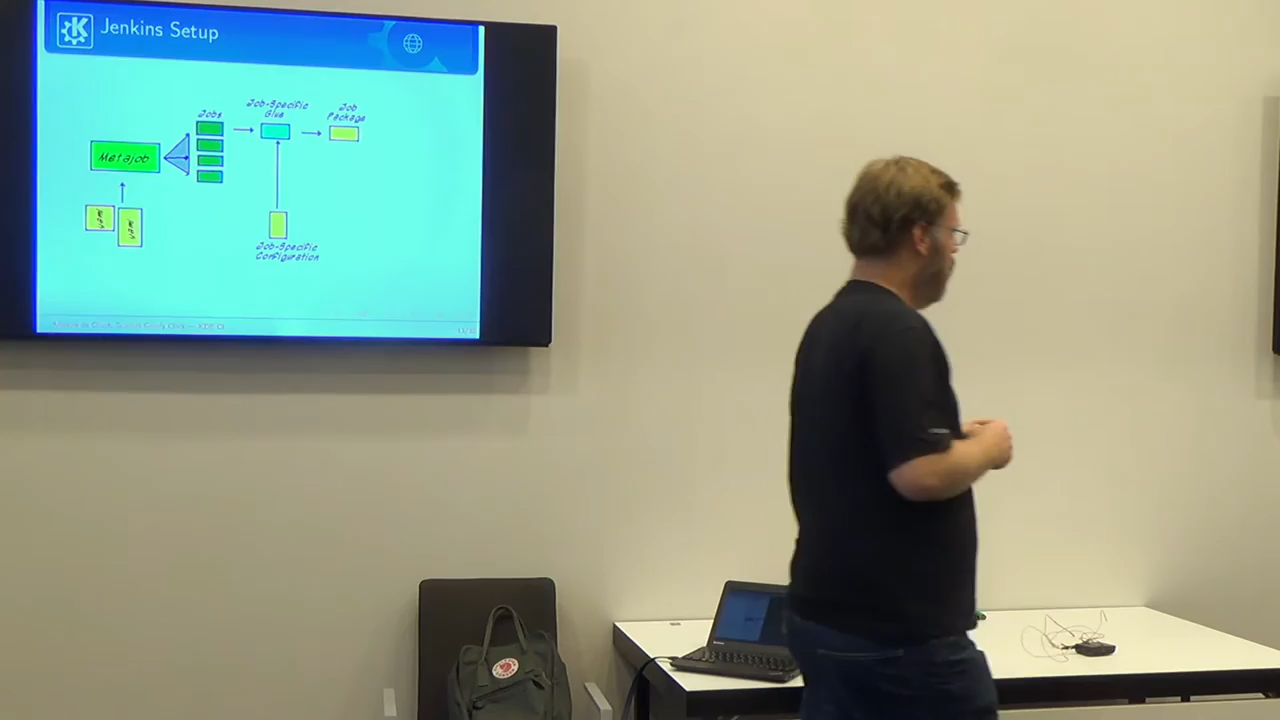 Jenkins Setup
Jobs
Job-Specific
Glue
Job
Package
Metajob
yaml
yaml
Job-Specific
Configuration